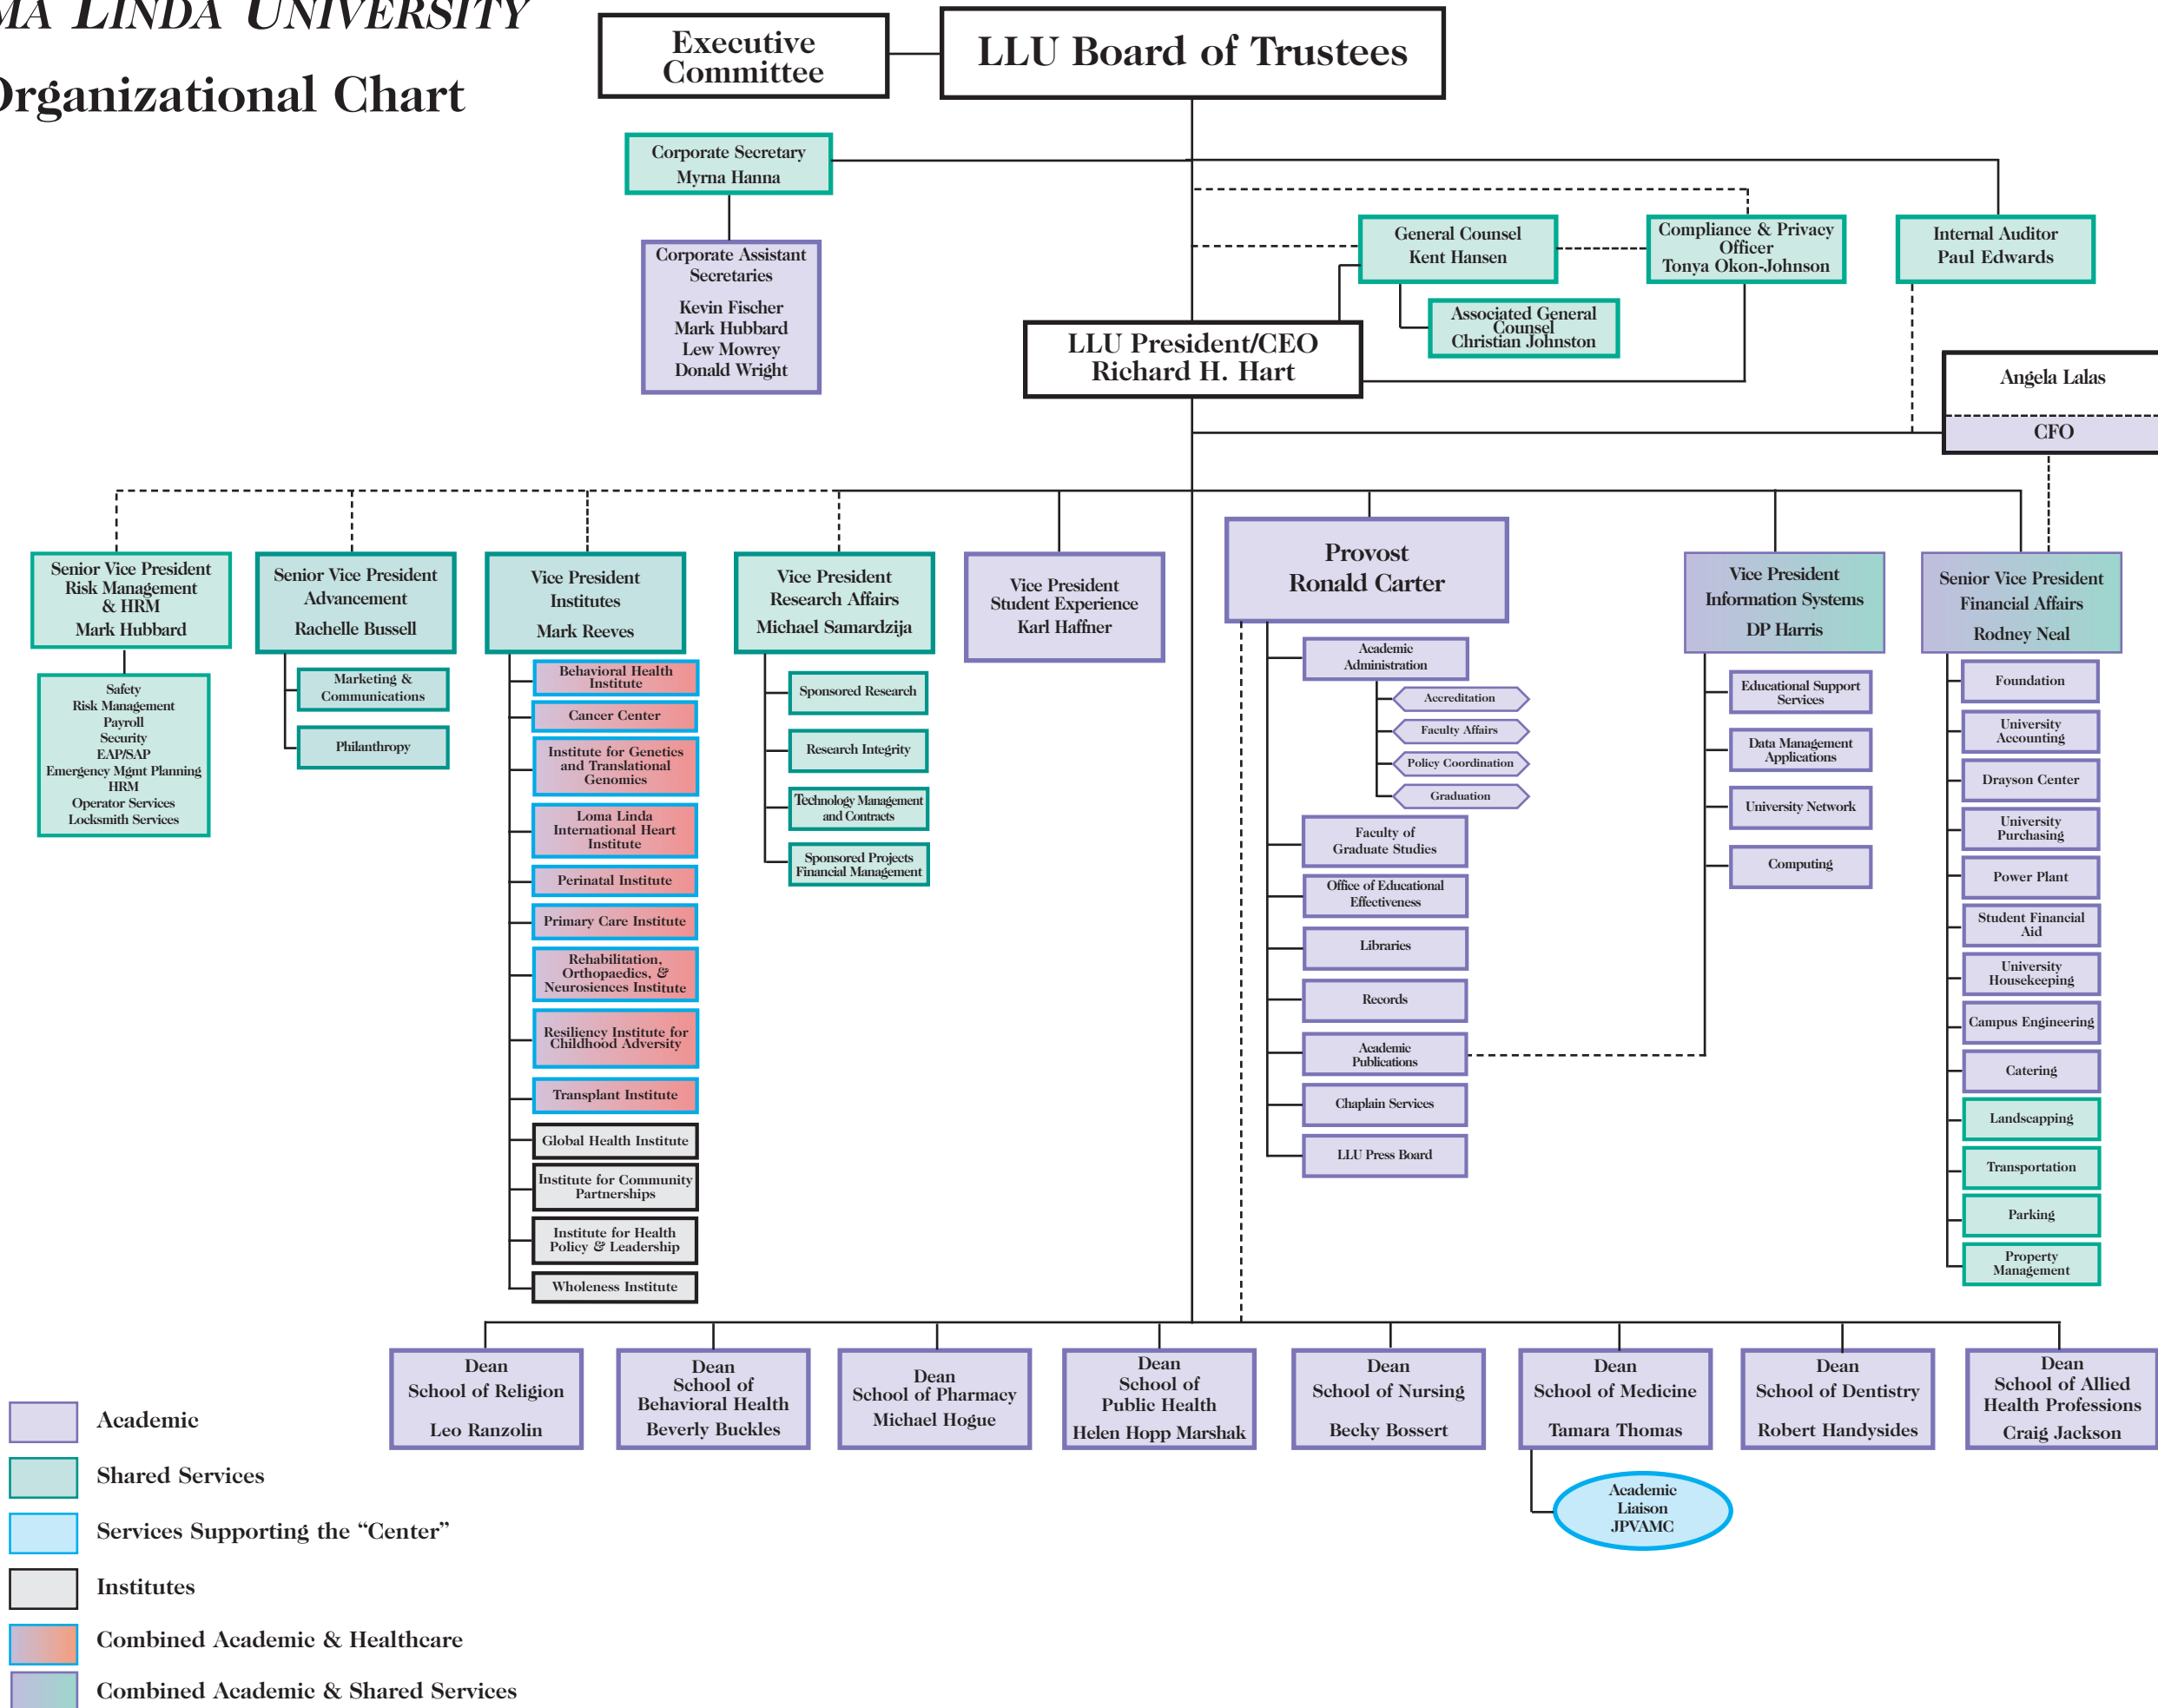 MA LINDA UNIVERSITY
Organizational Chart
Executive
Committee
LLU Board of Trustees
Corporate Secretary
Myrna Hanna
Corporate Assistant
Secretaries
Kevin Fischer
Mark Hubbard
Lew Mowrey
Donald Wright
General Counsel
Kent Hansen
Compliance & Privacy
Officer
Tonya Okon-Johnson
Internal Auditor
Paul Edwards
Associated General
Counsel
Christian Johnston
LLU President/CEO
Richard H. Hart
Angela Lalas
CFO
Senior Vice President
Risk Management
& HRM
Mark Hubbard
Safety
Risk Management
Payroll
Security
EAP/SAP
Emergency Mgmt Planning
HRM
Operator Services
Locksmith Services
Senior Vice President
Advancement
Rachelle Bussell
Marketing &
Communications
Philanthropy
Vice President
Institutes
Mark Reeves
Behavioral Health
Institute
Cancer Center
Institute for Genetics
and Translational
Genomics
Loma Linda
International Heart
Institute
Perinatal Institute
Primary Care Institute
Rehabilitation,
Orthopaedics, &
Neurosiences Institute
Resiliency Institute for
Childhood Adversity
Transplant Institute
Global Health Institute
Institute for Community
Partnerships
Institute for Health
Policy & Leadership
Wholeness Institute
Vice President
Research Affairs
Michael Samardzija
Sponsored Research
Research Integrity
Technology Management
and Contracts
Sponsored Projects
Financial Management
Vice President
Student Experience
Karl Haffner
Provost
Ronald Carter
Academic
Administration
Accreditation
Faculty Affairs
Policy Coordination
Graduation
Faculty of
Graduate Studies
Office of Educational
Effectiveness
Libraries
Records
Academic
Publications
Chaplain Services
LLU Press Board
Vice President
Information Systems
DP Harris
Educational Support
Services
Data Management
Applications
University Network
Computing
Senior Vice President
Financial Affairs
Rodney Neal
Foundation
University
Accounting
Drayson Center
University
Purchasing
Power Plant
Student Financial
Aid
University
Housekeeping
Campus Engineering
Catering
Landscapping
Transportation
Parking
Property
Management
Dean
School of Religion
Leo Ranzolin
Dean
School of
Behavioral Health
Beverly Buckles
Dean
School of Pharmacy
Michael Hogue
Dean
School of
Public Health
Helen Hopp Marshak
Dean
School of Nursing
Becky Bossert
Dean
School of Medicine
Tamara Thomas
Dean
School of Dentistry
Robert Handysides
Dean
School of Allied
Health Professions
Craig Jackson
Academic
Liaison
JPVAMC
Academic
Shared Services
Services Supporting the “Center”
Institutes
Combined Academic & Healthcare
Combined Academic & Shared Services